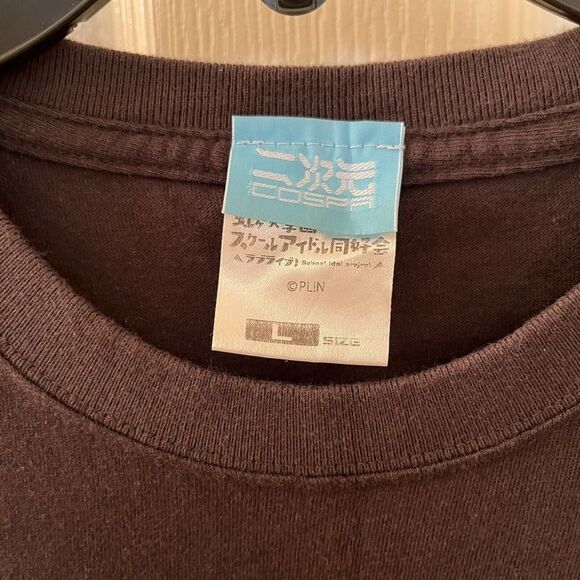 二次元
COSPA
虹ヶ咲学園
スクールアイドル同好会
ラブライブ! School idol project
©PL!N
L SIZE